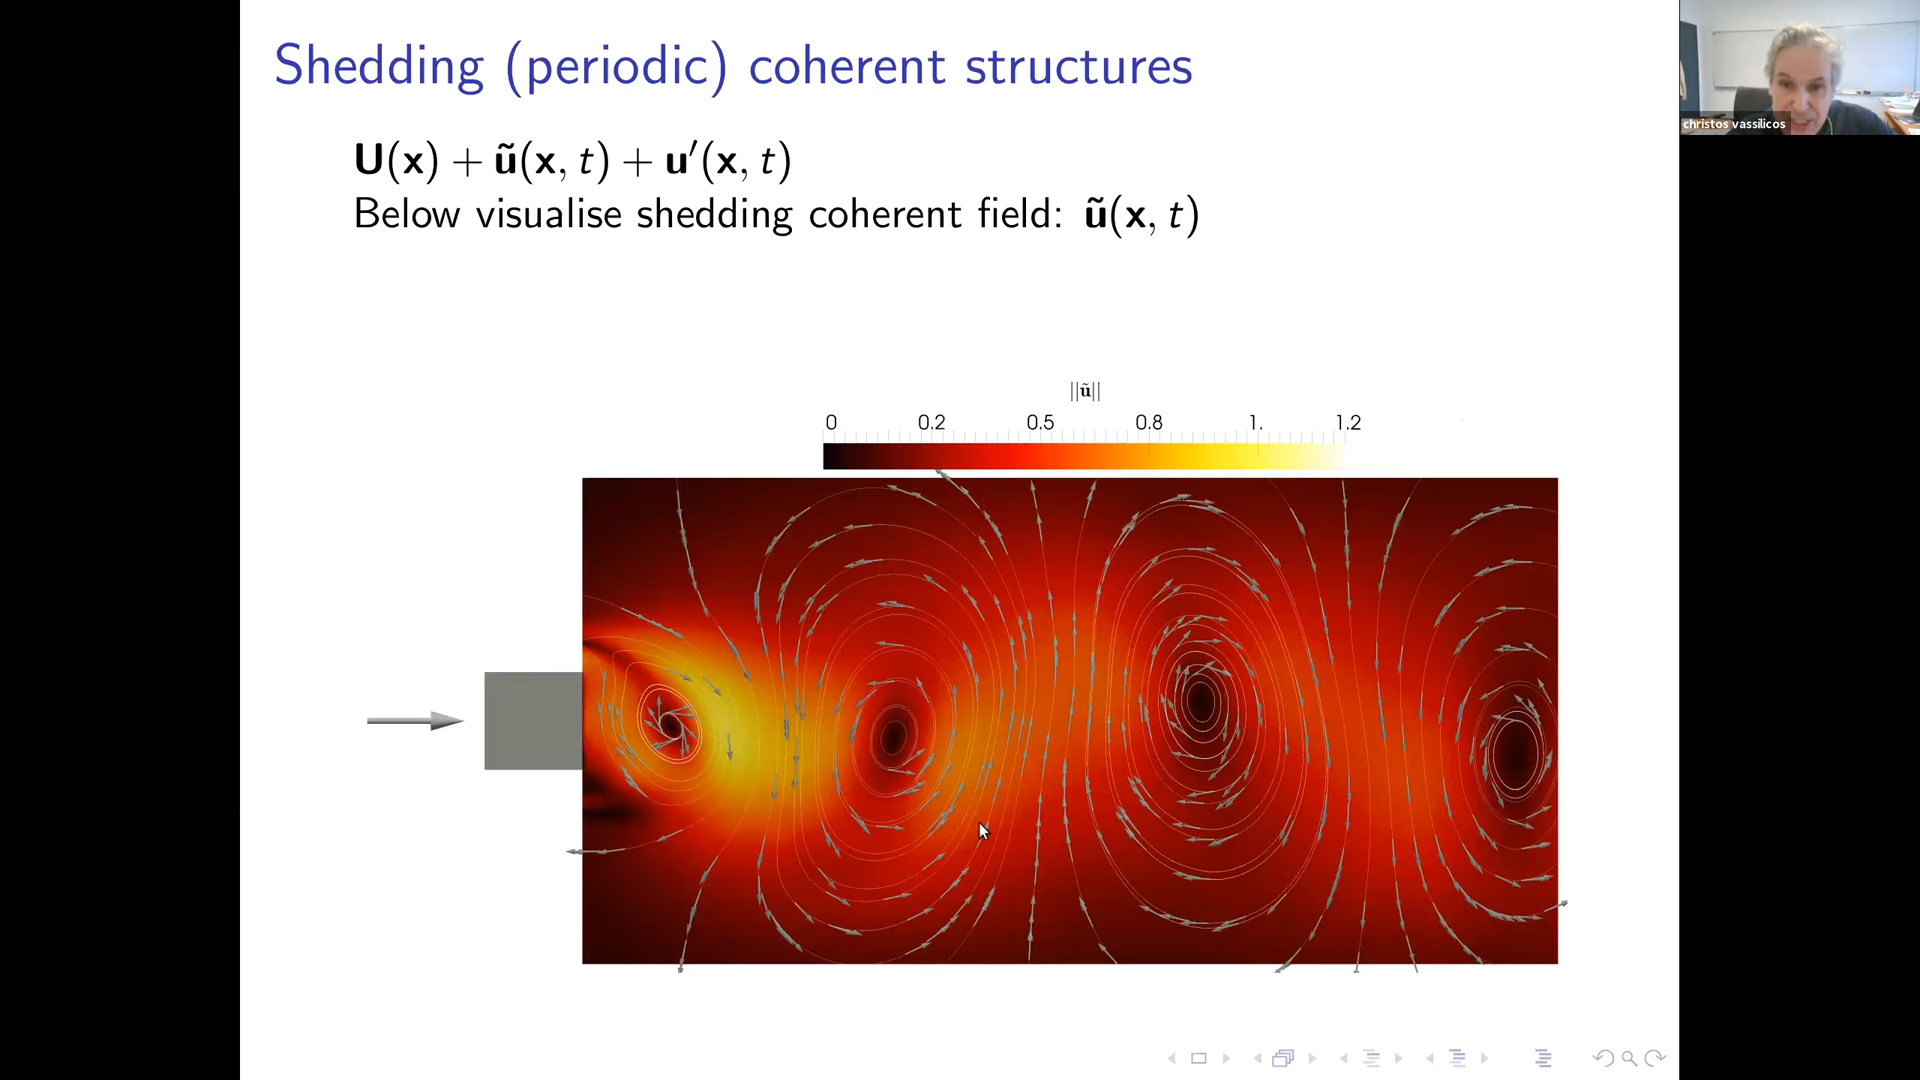 Shedding (periodic) coherent structures
christos vassilicos
U(x) + ũ(x, t) + u′(x, t)
Below visualise shedding coherent field: ũ(x, t)
||ũ||
0 0.2 0.5 0.8 1. 1.2